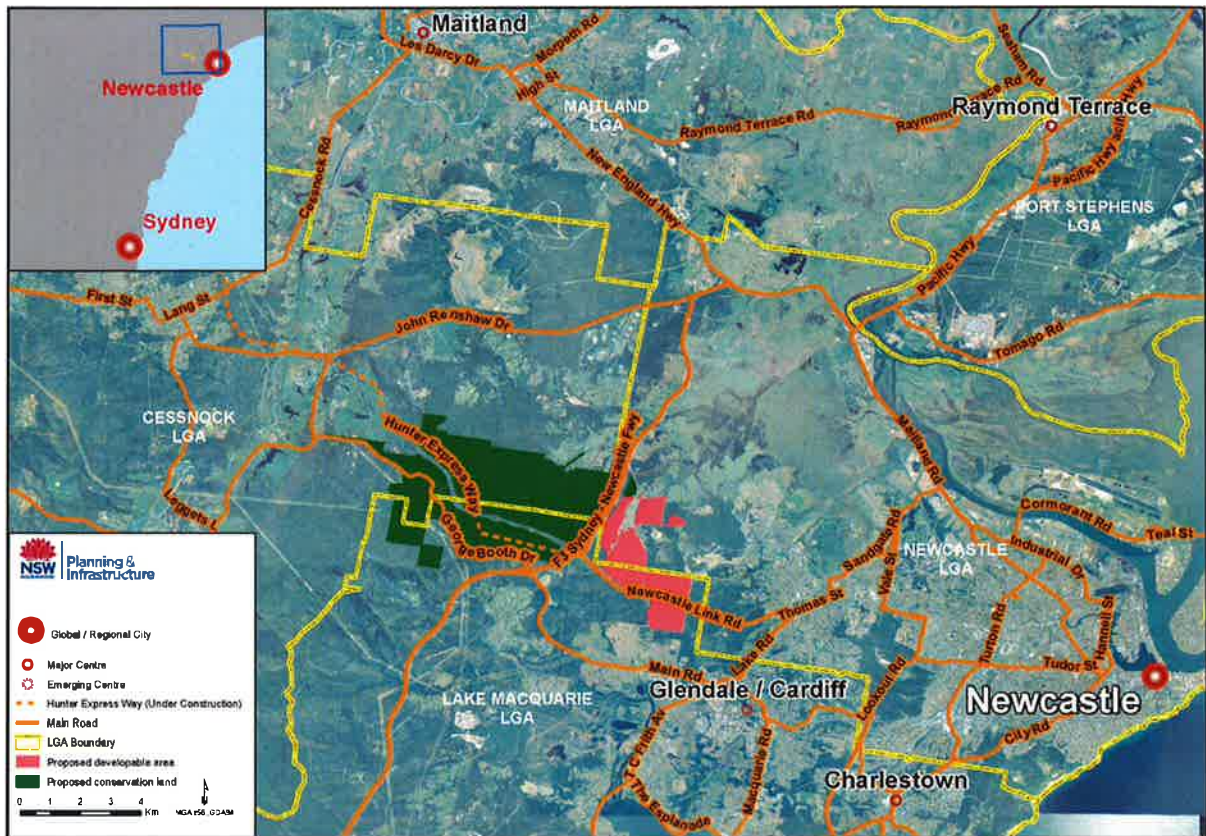 Newcastle
Sydney
Maitland
Les Darcy Dr
Morpeth Rd
High St
MAITLAND
LGA
Raymond Terrace Rd
Raymond Terrace Rd
Seaham Rd
Raymond Terrace
Pacific Hwy
Pacific Hwy
PORT STEPHENS
LGA
Pacific Hwy
Tomago Rd
Cessnock Rd
New England Hwy
First St
Lang St
John Renshaw Dr
CESSNOCK
LGA
Hunter Express Way
Maitland Rd
George Booth Dr
F3 Sydney - Newcastle Fwy
Newcastle Link Rd
Thomas St
Sandgate Rd
Vale St
NEWCASTLE
LGA
Cormorant Rd
Teal St
Industrial Dr
Hannell St
Turton Rd
Tudor St
Main Rd
Lake Rd
Lookout Rd
Glendale / Cardiff
Newcastle
LAKE MACQUARIE
LGA
T C Frith Av
The Esplanade
Macquarie Rd
City Rd
Charlestown
NSW
Planning &
Infrastructure
Global / Regional City
Major Centre
Emerging Centre
Hunter Express Way (Under Construction)
Main Road
LGA Boundary
Proposed developable area
Proposed conservation land
0 1 2 3 4
Km